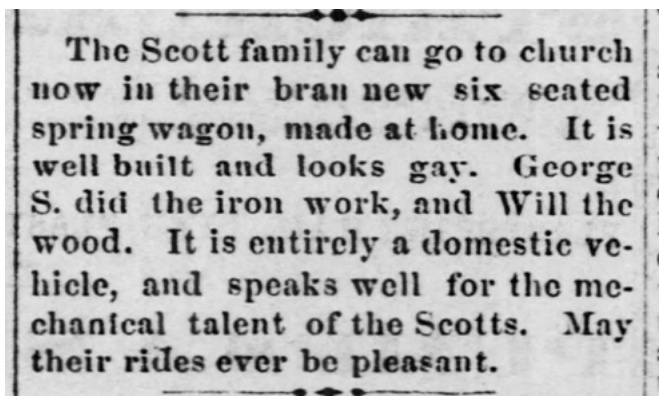 The Scott family can go to church
now in their bran new six seated
spring wagon, made at home. It is
well built and looks gay. George
S. did the iron work, and Will the
wood. It is entirely a domestic ve-
hicle, and speaks well for the me-
chanical talent of the Scotts. May
their rides ever be pleasant.